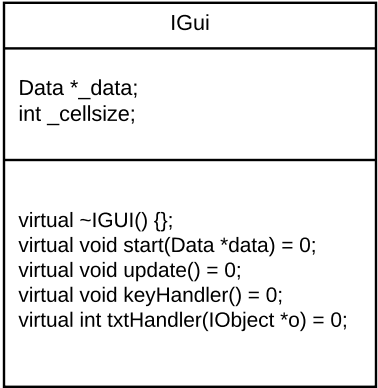 IGui
Data *_data;
int _cellsize;
virtual ~IGUI() {};
virtual void start(Data *data) = 0;
virtual void update() = 0;
virtual void keyHandler() = 0;
virtual int txtHandler(IObject *o) = 0;